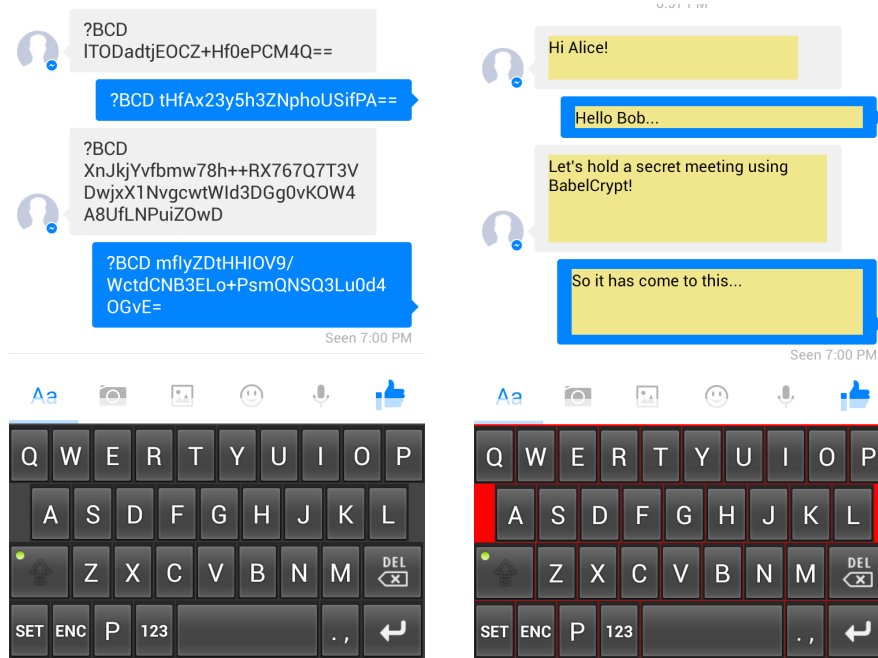 ?BCD
lTODadtjEOCZ+Hf0ePCM4Q==
?BCD tHfAx23y5h3ZNphoUSifPA==
?BCD
XnJkjYvfbmw78h++RX767Q7T3V
DwjxX1NvgcwtWId3DGg0vKOW4
A8UfLNPuiZOwD
?BCD mfIyZDtHHIOV9/
WctdCNB3ELo+PsmQNSQ3Lu0d4
OGvE=
Seen 7:00 PM
Aa
Q W E R T Y U I O P
A S D F G H J K L
Z X C V B N M DEL
SET ENC P 123 . ,
Hi Alice!
Hello Bob...
Let's hold a secret meeting using
BabelCrypt!
So it has come to this...
Seen 7:00 PM
Aa
Q W E R T Y U I O P
A S D F G H J K L
Z X C V B N M DEL
SET ENC P 123 . ,